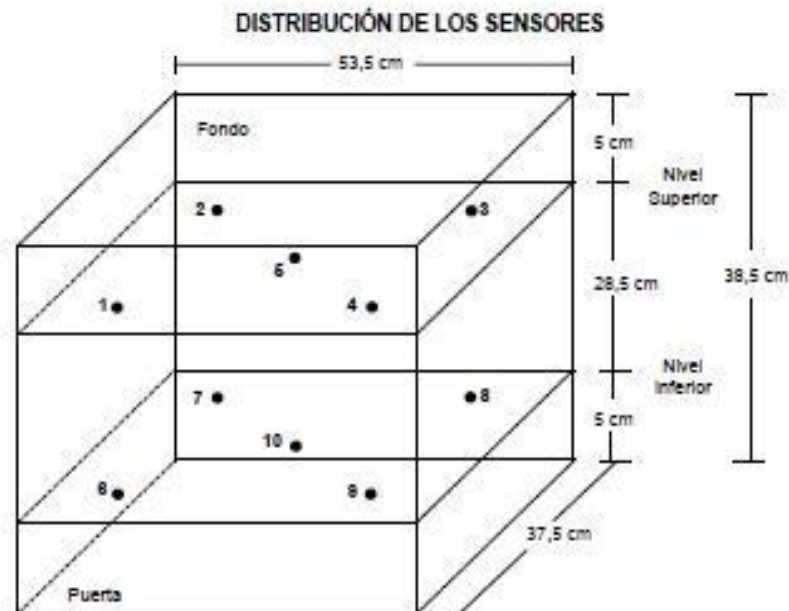 DISTRIBUCIÓN DE LOS SENSORES
53,5 cm
Fondo
5 cm
Nivel
Superior
2
3
5
28,5 cm
38,5 cm
1
4
Nivel
Inferior
7
8
5 cm
10
6
9
37,5 cm
Puerta